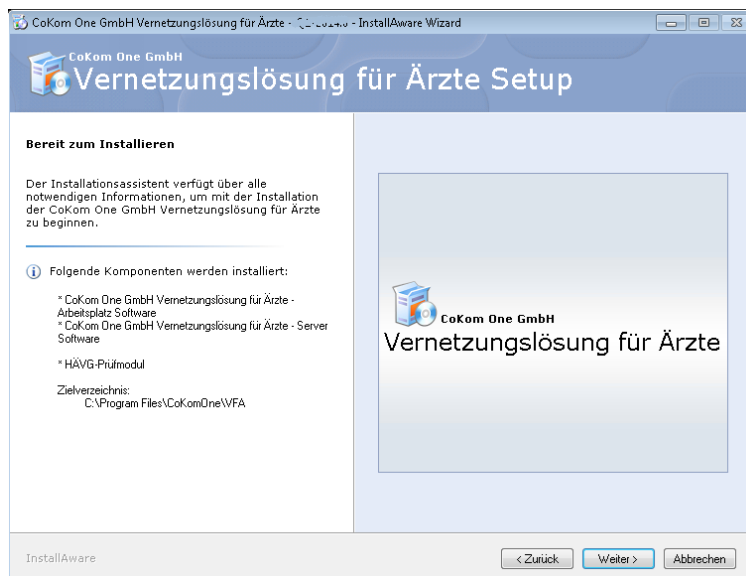 CoKom One GmbH Vernetzungslösung für Ärzte - - InstallAware Wizard
CoKom One GmbH
Vernetzungslösung für Ärzte Setup
Bereit zum Installieren
Der Installationsassistent verfügt über alle
notwendigen Informationen, um mit der Installation
der CoKom One GmbH Vernetzungslösung für Ärzte
zu beginnen.
Folgende Komponenten werden installiert:
* CoKom One GmbH Vernetzungslösung für Ärzte -
Arbeitsplatz Software
* CoKom One GmbH Vernetzungslösung für Ärzte - Server
Software
* HÄVG-Prüfmodul
Zielverzeichnis:
C:\Program Files\CoKomOne\VFA
CoKom One GmbH
Vernetzungslösung für Ärzte
InstallAware
< Zurück
Weiter >
Abbrechen